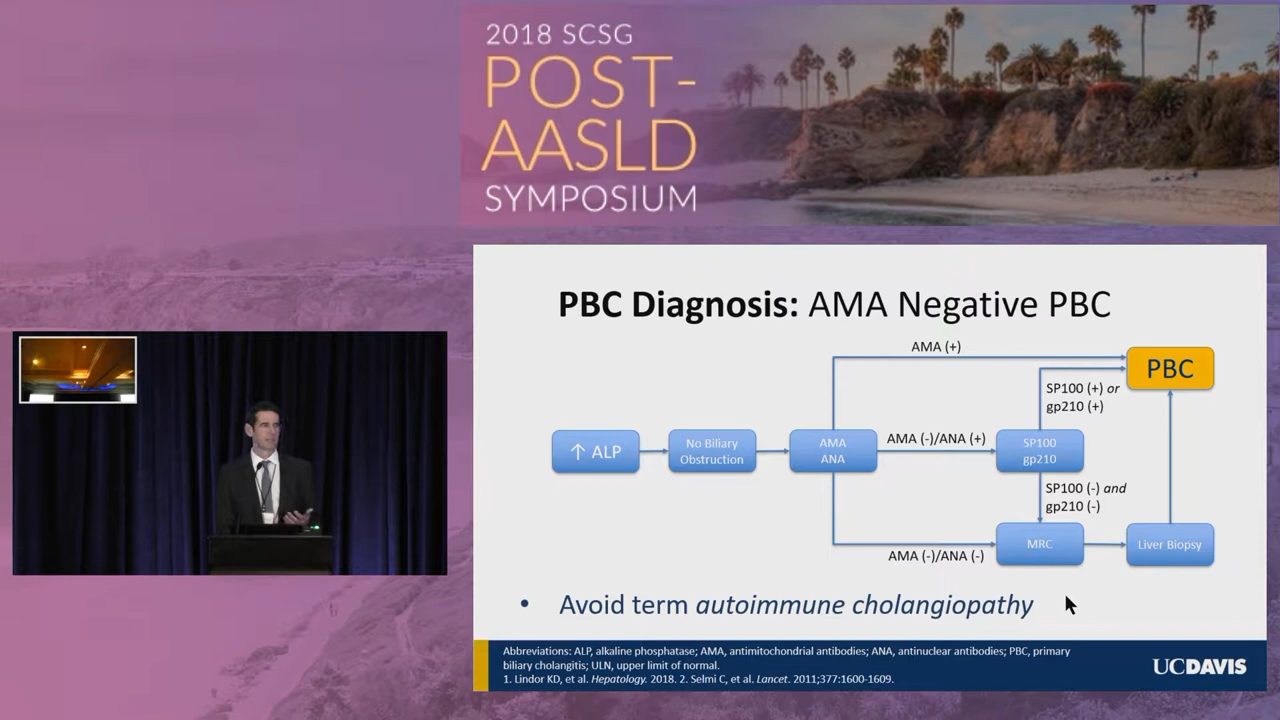 2018 SCSG
POST-
AASLD
SYMPOSIUM
PBC Diagnosis: AMA Negative PBC
AMA (+)
PBC
SP100 (+) or
gp210 (+)
↑ ALP
No Biliary
Obstruction
AMA
ANA
AMA (-)/ANA (+)
SP100
gp210
SP100 (-) and
gp210 (-)
AMA (-)/ANA (-)
MRC
Liver Biopsy
• Avoid term autoimmune cholangiopathy
Abbreviations: ALP, alkaline phosphatase; AMA, antimitochondrial antibodies; ANA, antinuclear antibodies; PBC, primary
biliary cholangitis; ULN, upper limit of normal.
1. Lindor KD, et al. Hepatology. 2018. 2. Selmi C, et al. Lancet. 2011;377:1600-1609.
UCDAVIS